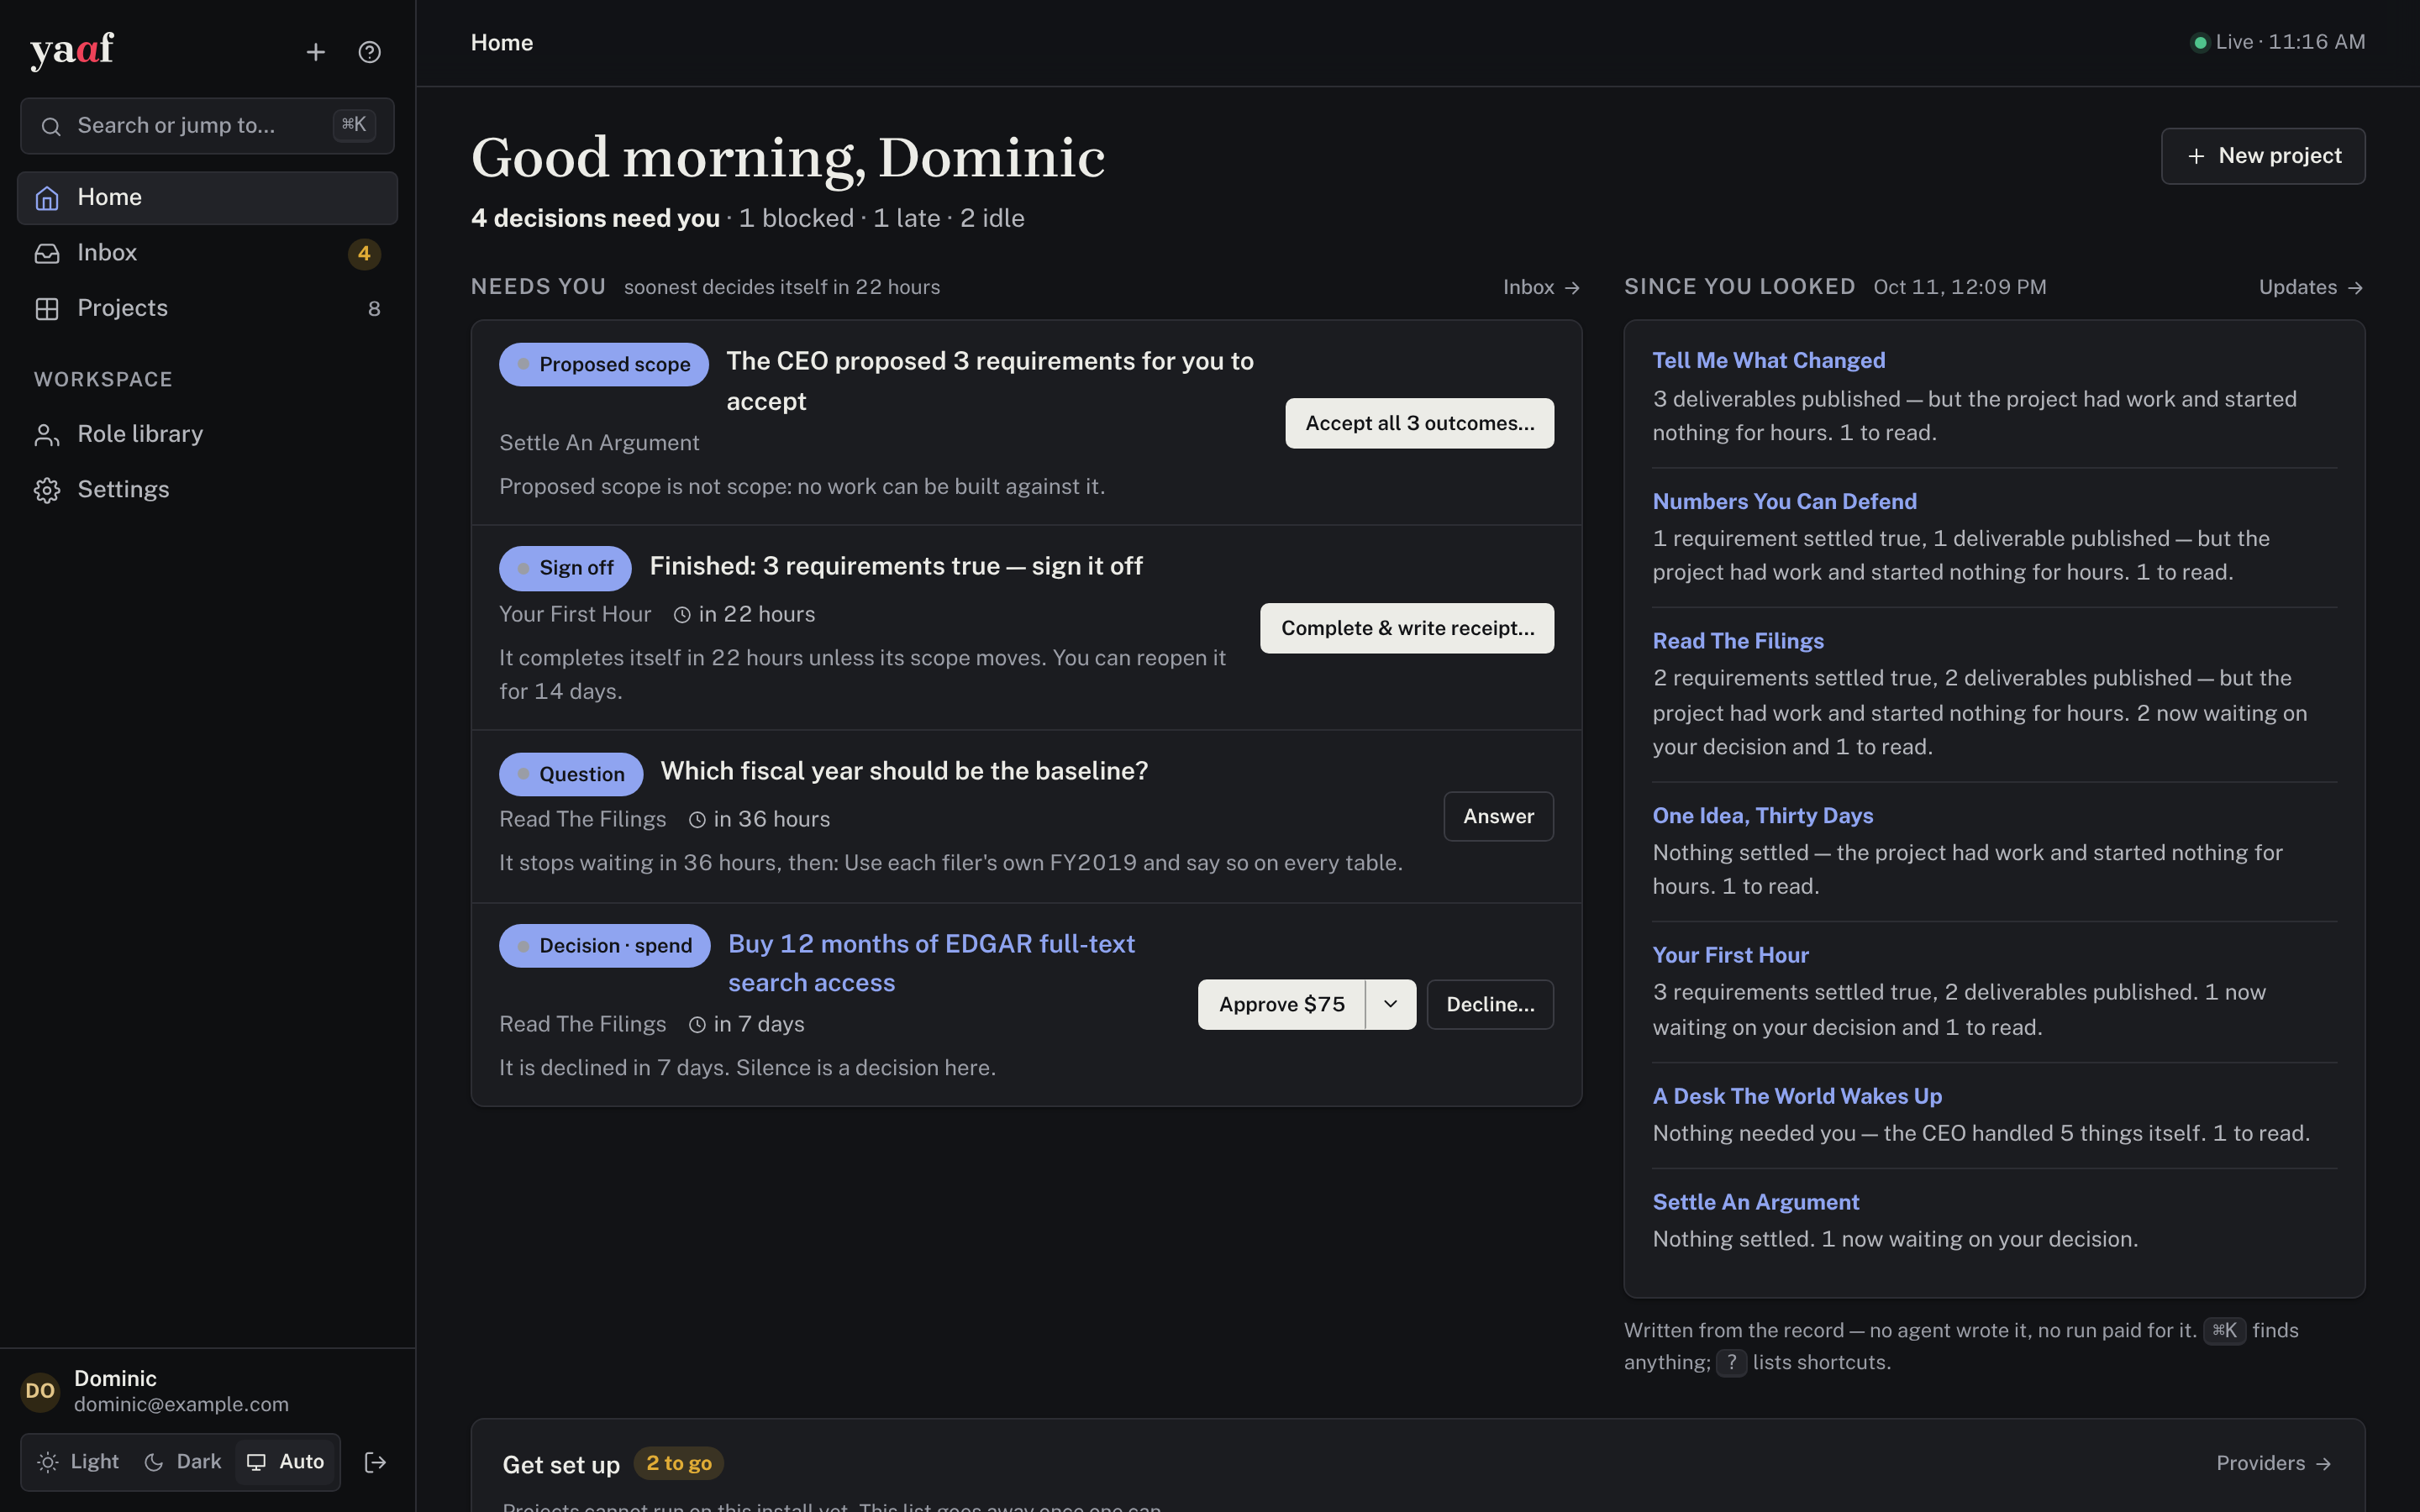 yaaf
Search or jump to...
⌘K
Home
Inbox
4
Projects
8
WORKSPACE
Role library
Settings
DO
Dominic
dominic@example.com
Light
Dark
Auto
Home
Live · 11:16 AM
Good morning, Dominic
New project
4 decisions need you · 1 blocked · 1 late · 2 idle
NEEDS YOU soonest decides itself in 22 hours
Inbox →
Proposed scope
The CEO proposed 3 requirements for you to
accept
Settle An Argument
Proposed scope is not scope: no work can be built against it.
Accept all 3 outcomes...
Sign off
Finished: 3 requirements true — sign it off
Your First Hour
in 22 hours
It completes itself in 22 hours unless its scope moves. You can reopen it
for 14 days.
Complete & write receipt...
Question
Which fiscal year should be the baseline?
Read The Filings
in 36 hours
It stops waiting in 36 hours, then: Use each filer's own FY2019 and say so on every table.
Answer
Decision · spend
Buy 12 months of EDGAR full-text
search access
Read The Filings
in 7 days
It is declined in 7 days. Silence is a decision here.
Approve $75
Decline...
SINCE YOU LOOKED Oct 11, 12:09 PM
Updates →
Tell Me What Changed
3 deliverables published — but the project had work and started
nothing for hours. 1 to read.
Numbers You Can Defend
1 requirement settled true, 1 deliverable published — but the
project had work and started nothing for hours. 1 to read.
Read The Filings
2 requirements settled true, 2 deliverables published — but the
project had work and started nothing for hours. 2 now waiting on
your decision and 1 to read.
One Idea, Thirty Days
Nothing settled — the project had work and started nothing for
hours. 1 to read.
Your First Hour
3 requirements settled true, 2 deliverables published. 1 now
waiting on your decision and 1 to read.
A Desk The World Wakes Up
Nothing needed you — the CEO handled 5 things itself. 1 to read.
Settle An Argument
Nothing settled. 1 now waiting on your decision.
Written from the record — no agent wrote it, no run paid for it. ⌘K finds
anything; ? lists shortcuts.
Get set up
2 to go
Providers →
Projects cannot run on this install yet. This list goes away once one can.